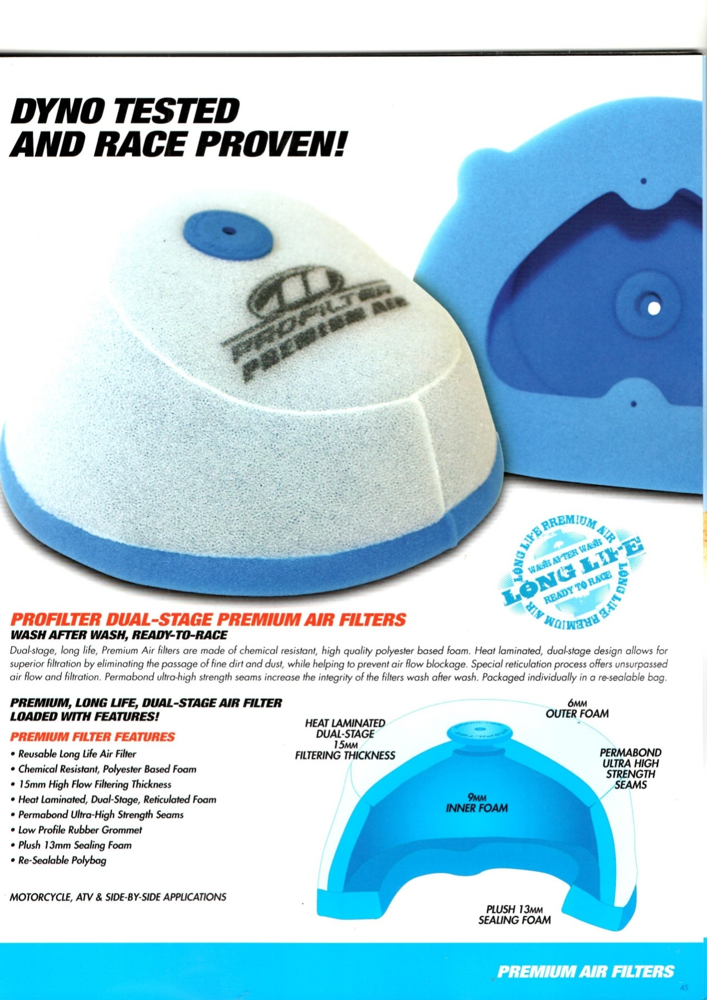 DYNO TESTED
AND RACE PROVEN!
PROFILTER
PREMIUM AIR
LONG LIFE PREMIUM AIR
WASH AFTER WASH
LONG LIFE
READY TO RACE
LONG LIFE PREMIUM AIR
PROFILTER DUAL-STAGE PREMIUM AIR FILTERS
WASH AFTER WASH, READY-TO-RACE
Dual-stage, long life, Premium Air filters are made of chemical resistant, high quality polyester based foam. Heat laminated, dual-stage design allows for
superior filtration by eliminating the passage of fine dirt and dust, while helping to prevent air flow blockage. Special reticulation process offers unsurpassed
air flow and filtration. Permabond ultra-high strength seams increase the integrity of the filters wash after wash. Packaged individually in a re-sealable bag.
PREMIUM, LONG LIFE, DUAL-STAGE AIR FILTER
LOADED WITH FEATURES!
PREMIUM FILTER FEATURES
• Reusable Long Life Air Filter
• Chemical Resistant, Polyester Based Foam
• 15mm High Flow Filtering Thickness
• Heat Laminated, Dual-Stage, Reticulated Foam
• Permabond Ultra-High Strength Seams
• Low Profile Rubber Grommet
• Plush 13mm Sealing Foam
• Re-Sealable Polybag
MOTORCYCLE, ATV & SIDE-BY-SIDE APPLICATIONS
HEAT LAMINATED
DUAL-STAGE
15MM
FILTERING THICKNESS
6MM
OUTER FOAM
PERMABOND
ULTRA HIGH
STRENGTH
SEAMS
9MM
INNER FOAM
PLUSH 13MM
SEALING FOAM
PREMIUM AIR FILTERS
45